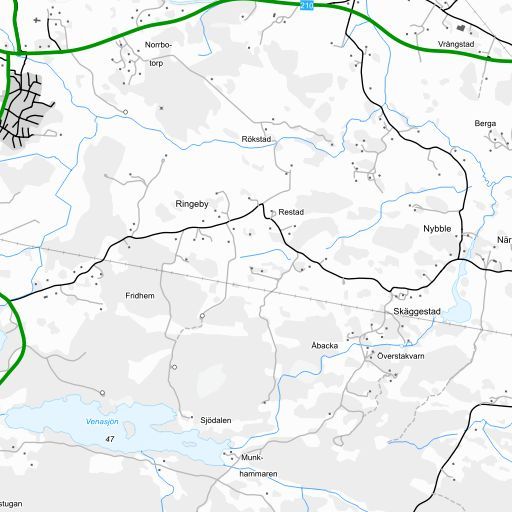 210
Norrbo-
torp
Vrångstad
Berga
Rökstad
Ringeby
Restad
Nybble
När
Fridhem
Skäggestad
Åbacka
Överstakvarn
Venasjön
47
Sjödalen
Munk-
hammaren
stugan